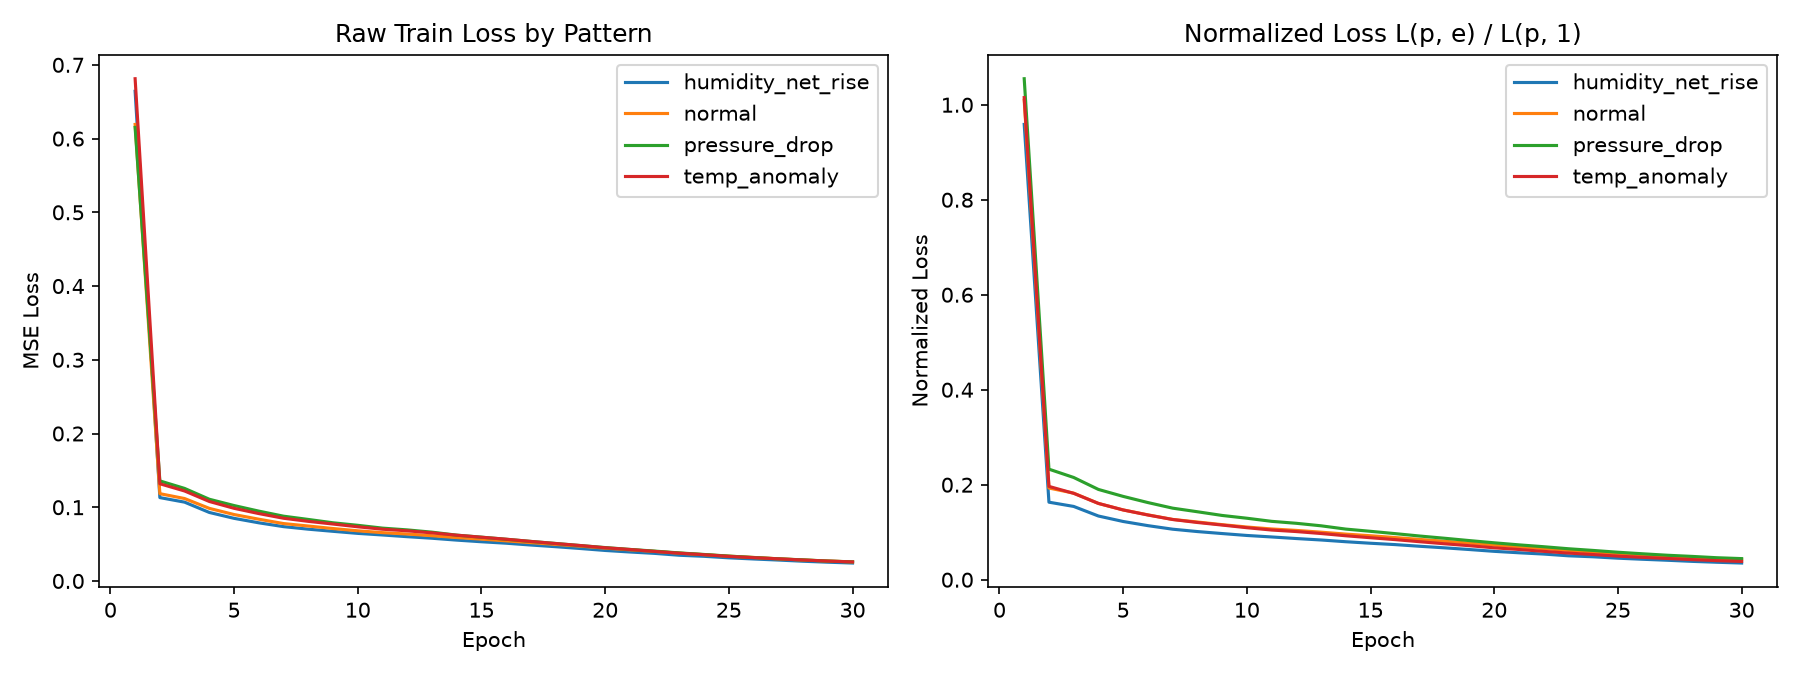 Raw Train Loss by Pattern
MSE Loss
0.7
0.6
0.5
0.4
0.3
0.2
0.1
0.0
humidity_net_rise
normal
pressure_drop
temp_anomaly
0 5 10 15 20 25 30
Epoch
Normalized Loss L(p, e) / L(p, 1)
Normalized Loss
1.0
0.8
0.6
0.4
0.2
0.0
humidity_net_rise
normal
pressure_drop
temp_anomaly
0 5 10 15 20 25 30
Epoch